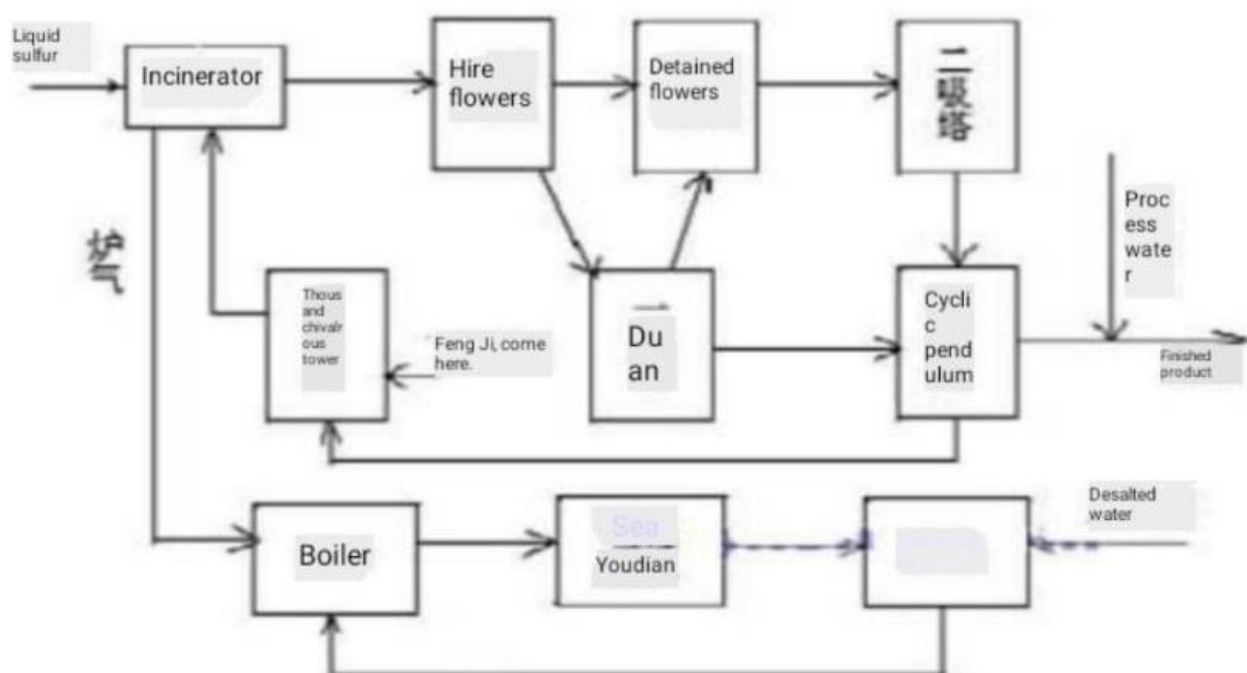 Liquid
sulfur
Incinerator
Hire
flowers
Detained
flowers
二吸塔
炉气
Thous
and
chivalr
ous
tower
Feng Ji, come
here.
Du
an
Cycli
c
pend
ulum
Proc
ess
wate
r
Finished
product
Boiler
Sea
Youdian
Desalted
water